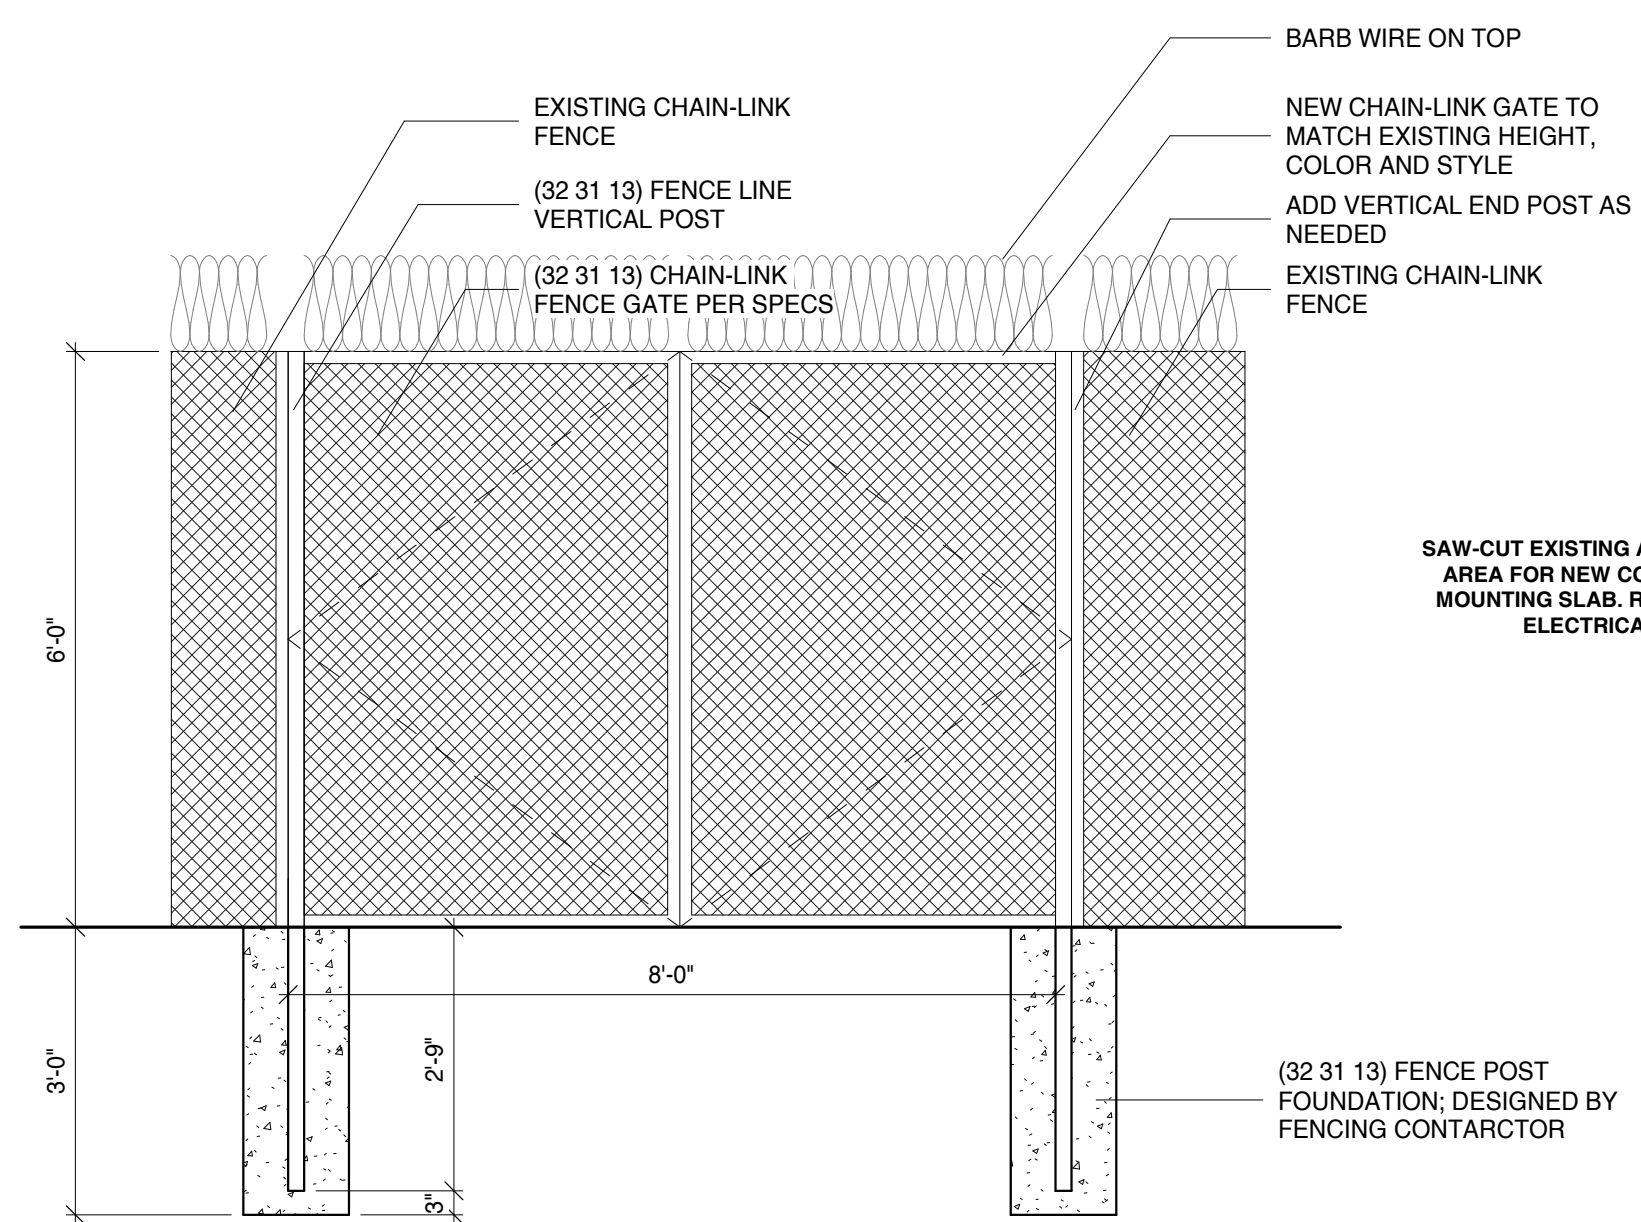 BARB WIRE ON TOP
EXISTING CHAIN-LINK
FENCE
NEW CHAIN-LINK GATE TO
MATCH EXISTING HEIGHT,
COLOR AND STYLE
(32 31 13) FENCE LINE
VERTICAL POST
ADD VERTICAL END POST AS
NEEDED
(32 31 13) CHAIN-LINK
FENCE GATE PER SPECS
EXISTING CHAIN-LINK
FENCE
SAW-CUT EXISTING
AREA FOR NEW
MOUNTING SLAB.
6'-0"
8'-0"
3'-0"
2'-9"
3"
(32 31 13) FENCE POST
FOUNDATION; DESIGNED BY
FENCING CONTARCTOR